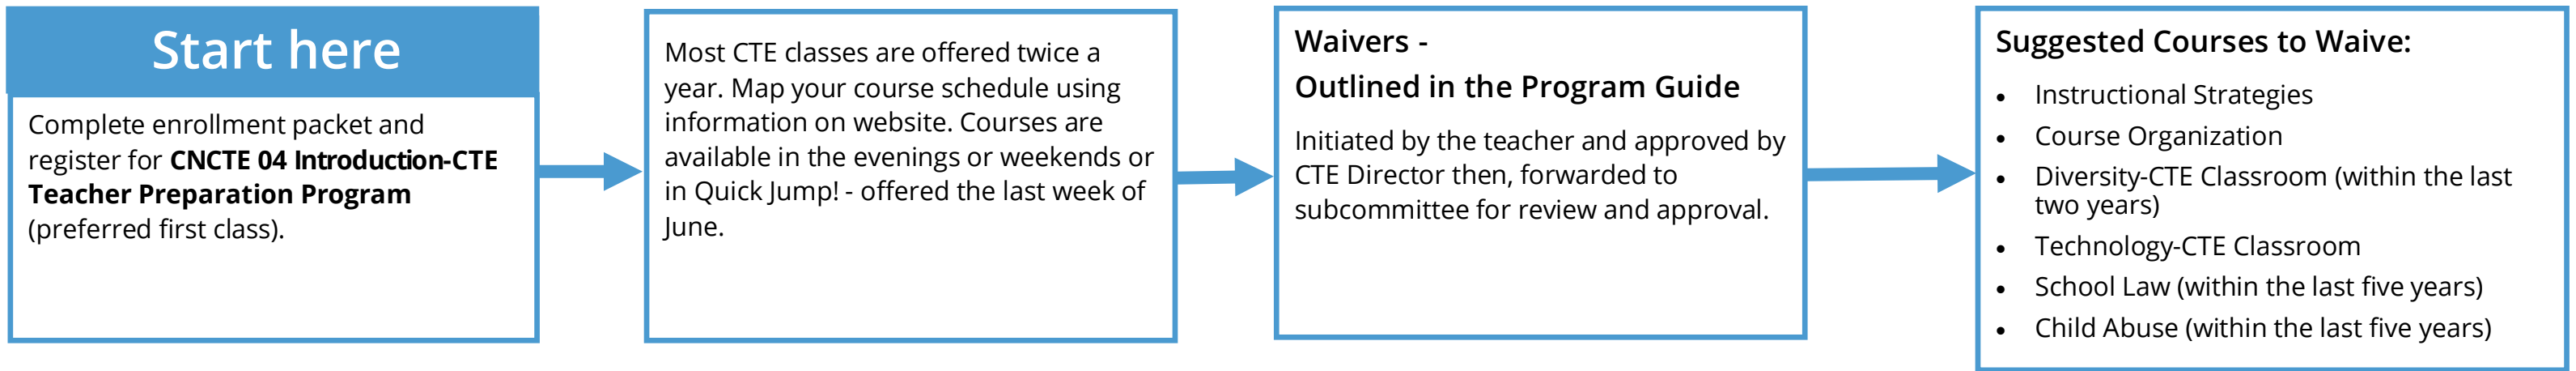 Start here
Complete enrollment packet and
register for CNCTE 04 Introduction-CTE
Teacher Preparation Program
(preferred first class).
Most CTE classes are offered twice a
year. Map your course schedule using
information on website. Courses are
available in the evenings or weekends or
in Quick Jump! - offered the last week of
June.
Waivers -
Outlined in the Program Guide
Initiated by the teacher and approved by
CTE Director then, forwarded to
subcommittee for review and approval.
Suggested Courses to Waive:
• Instructional Strategies
• Course Organization
• Diversity-CTE Classroom (within the last
two years)
• Technology-CTE Classroom
• School Law (within the last five years)
• Child Abuse (within the last five years)